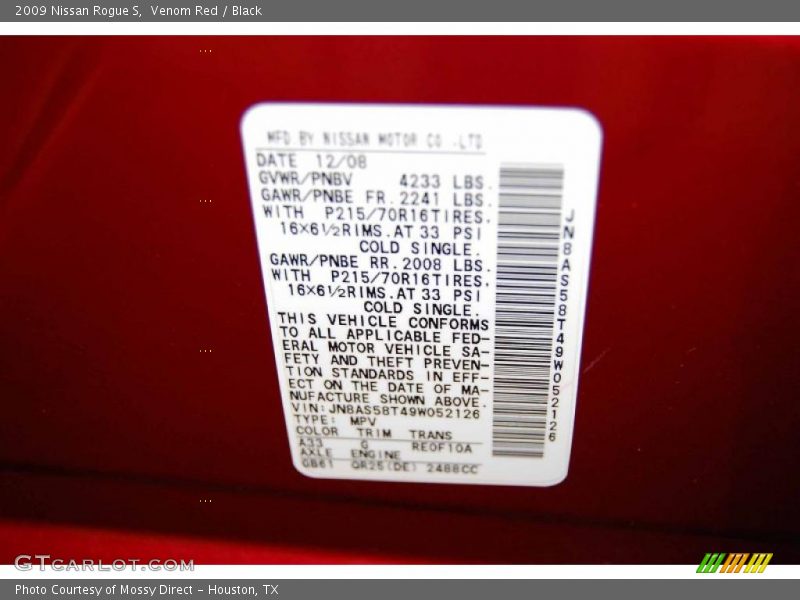 2009 Nissan Rogue S,  Venom Red / Black
MFD.BY NISSAN MOTOR CO.,LTD
DATE 12/08
GVWR/PNBV 4233 LBS.
GAWR/PNBE FR.2241 LBS.
WITH P215/70R16TIRES.
16×6½RIMS.AT 33 PSI
COLD SINGLE.
GAWR/PNBE RR.2008 LBS.
WITH P215/70R16TIRES.
16×6½RIMS.AT 33 PSI
COLD SINGLE.
THIS VEHICLE CONFORMS
TO ALL APPLICABLE FED-
ERAL MOTOR VEHICLE SA-
FETY AND THEFT PREVEN-
TION STANDARDS IN EFF-
ECT ON THE DATE OF MA-
NUFACTURE SHOWN ABOVE.
VIN:JN8AS58T49W052126
TYPE: MPV
COLOR TRIM TRANS
A33 G RE0F10A
AXLE ENGINE
GB61 QR25(DE) 2488CC
JN8AS58T49W052126
GTCARLOT.COM
Photo Courtesy of Mossy Direct - Houston, TX